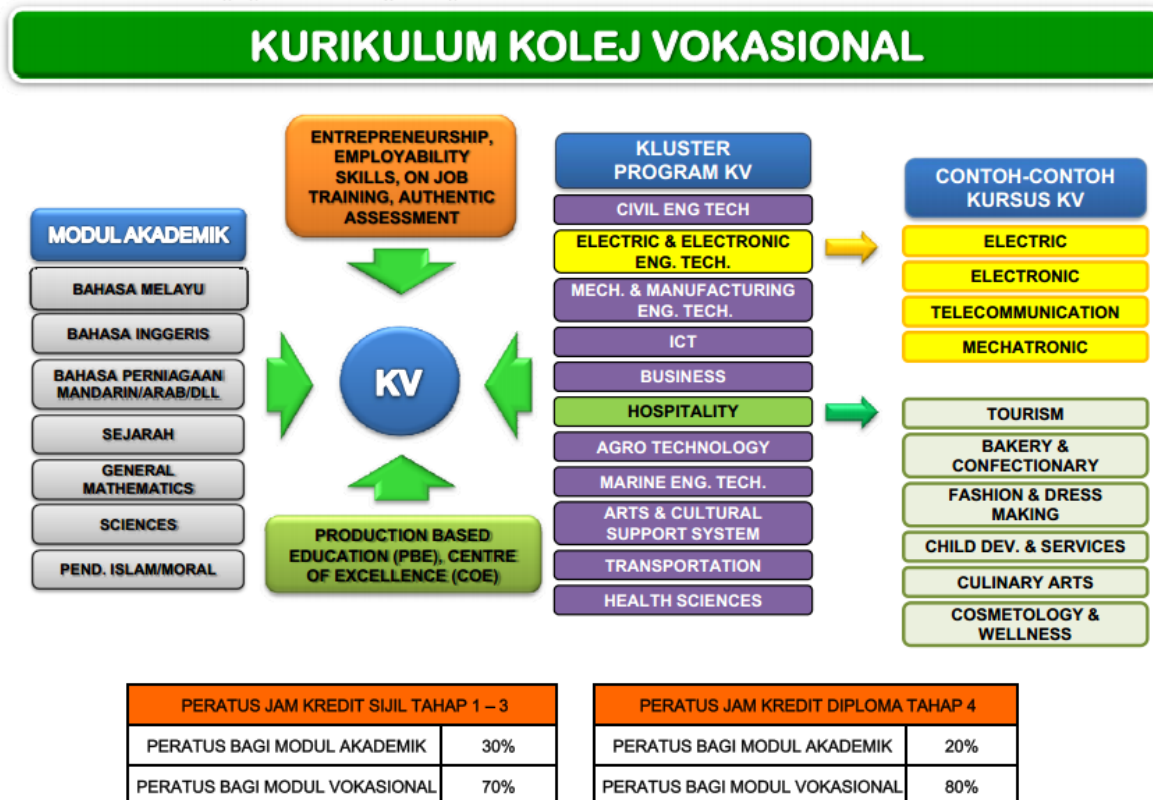 KURIKULUM KOLEJ VOKASIONAL
MODUL AKADEMIK
BAHASA MELAYU
BAHASA INGGERIS
BAHASA PERNIAGAAN
MANDARIN/ARAB/DLL
SEJARAH
GENERAL
MATHEMATICS
SCIENCES
PEND. ISLAM/MORAL
ENTREPRENEURSHIP,
EMPLOYABILITY
SKILLS, ON JOB
TRAINING, AUTHENTIC
ASSESSMENT
KV
PRODUCTION BASED
EDUCATION (PBE), CENTRE
OF EXCELLENCE (COE)
KLUSTER
PROGRAM KV
CIVIL ENG TECH
ELECTRIC & ELECTRONIC
ENG. TECH.
MECH. & MANUFACTURING
ENG. TECH.
ICT
BUSINESS
HOSPITALITY
AGRO TECHNOLOGY
MARINE ENG. TECH.
ARTS & CULTURAL
SUPPORT SYSTEM
TRANSPORTATION
HEALTH SCIENCES
CONTOH-CONTOH
KURSUS KV
ELECTRIC
ELECTRONIC
TELECOMMUNICATION
MECHATRONIC
TOURISM
BAKERY &
CONFECTIONARY
FASHION & DRESS
MAKING
CHILD DEV. & SERVICES
CULINARY ARTS
COSMETOLOGY &
WELLNESS
PERATUS JAM KREDIT SIJIL TAHAP 1 – 3
PERATUS BAGI MODUL AKADEMIK 30%
PERATUS BAGI MODUL VOKASIONAL 70%
PERATUS JAM KREDIT DIPLOMA TAHAP 4
PERATUS BAGI MODUL AKADEMIK 20%
PERATUS BAGI MODUL VOKASIONAL 80%